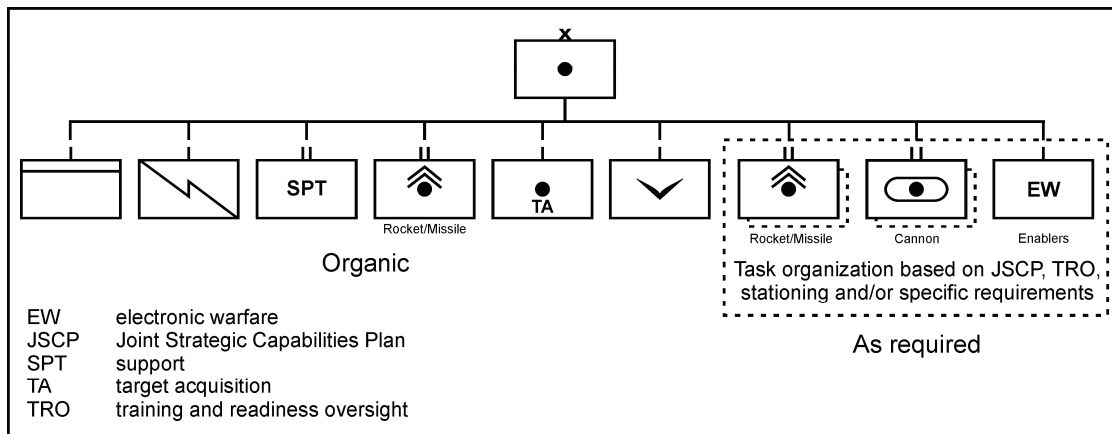 x
SPT
TA
EW
Rocket/Missile
Rocket/Missile
Cannon
Enablers
Organic
Task organization based on JSCP, TRO,
stationing and/or specific requirements
As required
EW electronic warfare
JSCP Joint Strategic Capabilities Plan
SPT support
TA target acquisition
TRO training and readiness oversight